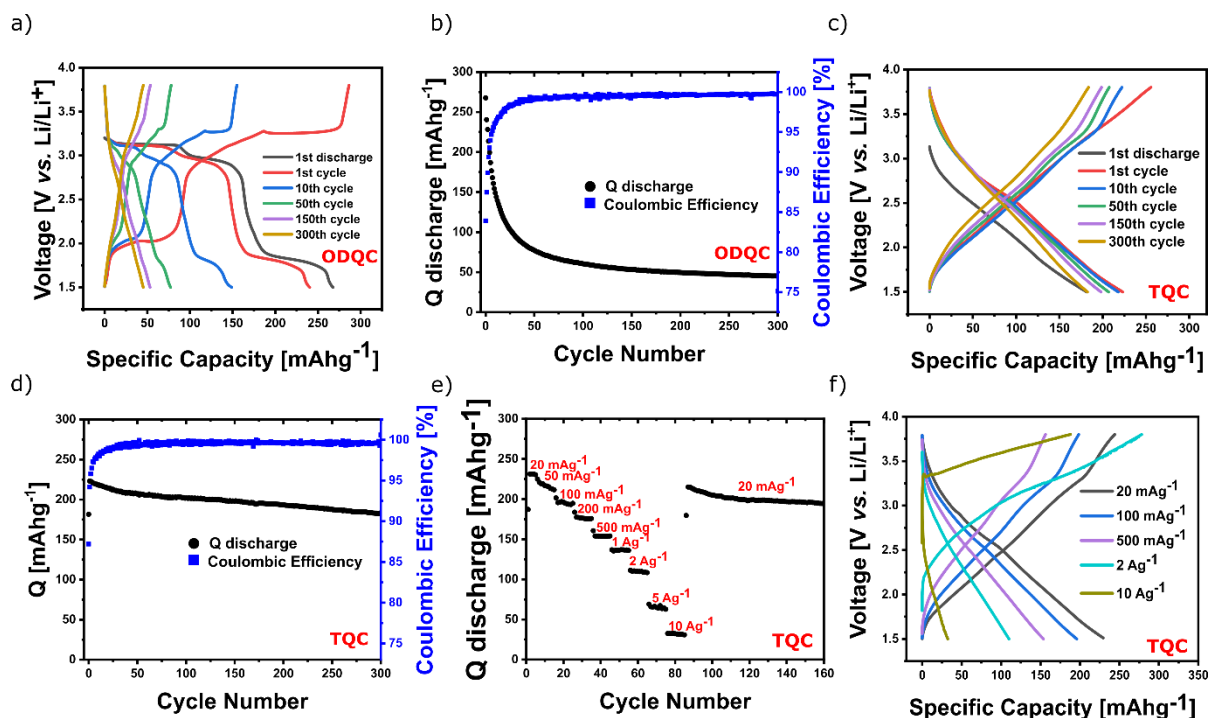 a)
4.0
3.5
3.0
2.5
2.0
1.5
Voltage [V vs. Li/Li⁺]
1st discharge
1st cycle
10th cycle
50th cycle
150th cycle
300th cycle
ODQC
0 50 100 150 200 250 300
Specific Capacity [mAhg⁻¹]
b)
300
250
200
150
100
50
0
Q discharge [mAhg⁻¹]
Q discharge
Coulombic Efficiency
ODQC
100
95
90
85
80
75
Coulombic Efficiency [%]
0 50 100 150 200 250 300
Cycle Number
c)
4.0
3.5
3.0
2.5
2.0
1.5
Voltage [V vs. Li/Li⁺]
1st discharge
1st cycle
10th cycle
50th cycle
150th cycle
300th cycle
TQC
0 50 100 150 200 250 300
Specific Capacity [mAhg⁻¹]
d)
300
250
200
150
100
50
0
Q [mAhg⁻¹]
Q discharge
Coulombic Efficiency
TQC
100
95
90
85
80
75
Coulombic Efficiency [%]
0 50 100 150 200 250 300
Cycle Number
e)
300
250
200
150
100
50
0
Q discharge [mAhg⁻¹]
20 mAg⁻¹
50 mAg⁻¹
100 mAg⁻¹
200 mAg⁻¹
500 mAg⁻¹
1 Ag⁻¹
2 Ag⁻¹
5 Ag⁻¹
10 Ag⁻¹
20 mAg⁻¹
TQC
0 20 40 60 80 100 120 140 160
Cycle Number
f)
4.0
3.5
3.0
2.5
2.0
1.5
Voltage [V vs. Li/Li⁺]
20 mAg⁻¹
100 mAg⁻¹
500 mAg⁻¹
2 Ag⁻¹
10 Ag⁻¹
TQC
0 50 100 150 200 250 300 350
Specific Capacity [mAhg⁻¹]